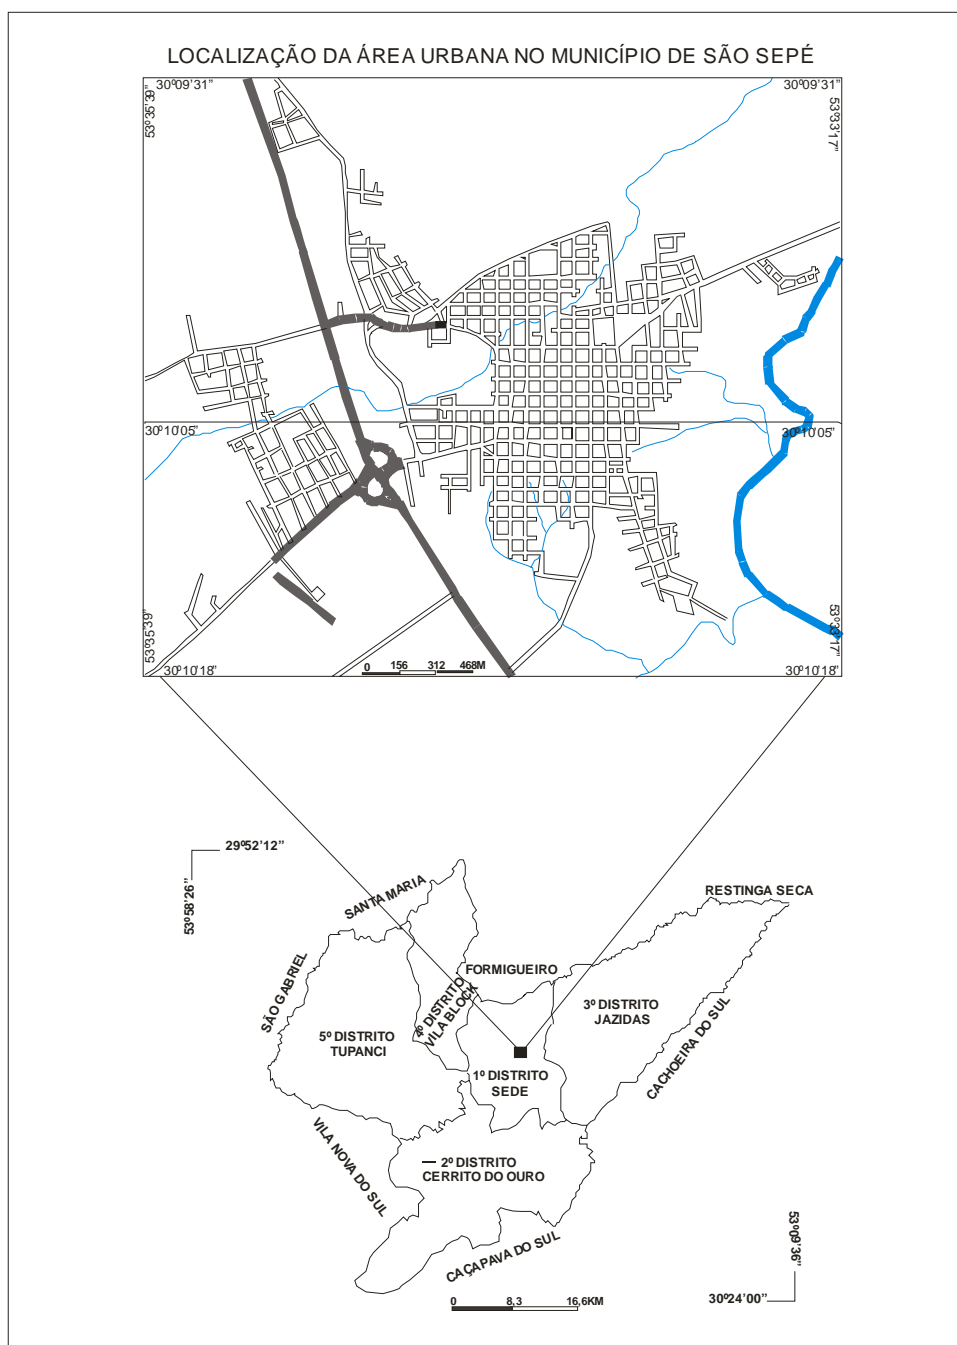 LOCALIZAÇÃO DA ÁREA URBANA NO MUNICÍPIO DE SÃO SEPÉ
30º09'31"
30º09'31"
53º35'39"
53º33'17"
30º10'05"
30º10'05"
53º35'39"
53º33'17"
30º10'18"
30º10'18"
0 156 312 468M
29º52'12"
53º58'26"
SANTA MARIA
RESTINGA SECA
SÃO GABRIEL
FORMIGUEIRO
4º DISTRITO
VILA BLOCK
3º DISTRITO
JAZIDAS
5º DISTRITO
TUPANCI
CACHOEIRA DO SUL
1º DISTRITO
SEDE
VILA NOVA DO SUL
2º DISTRITO
CERRITO DO OURO
CAÇAPAVA DO SUL
53º09'36"
30º24'00"
0 8,3 16,6KM